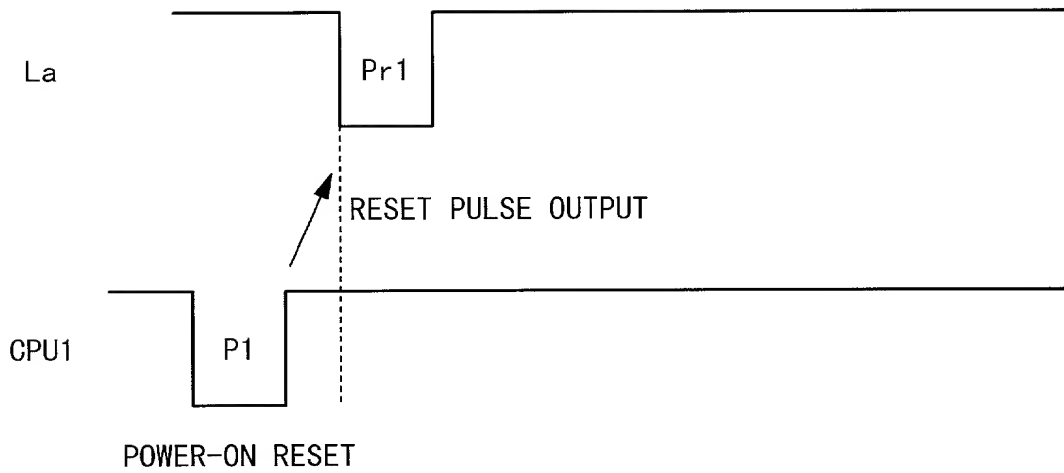 La
Pr1
RESET PULSE OUTPUT
CPU1
P1
POWER-ON RESET